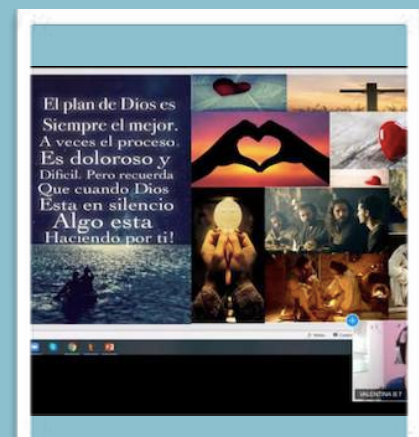 El plan de Dios es
Siempre el mejor.
A veces el proceso
Es doloroso y
Dificil. Pero recuerda
Que cuando Dios
Esta en silencio
Algo esta
Haciendo por ti!
VALENTINA B.T